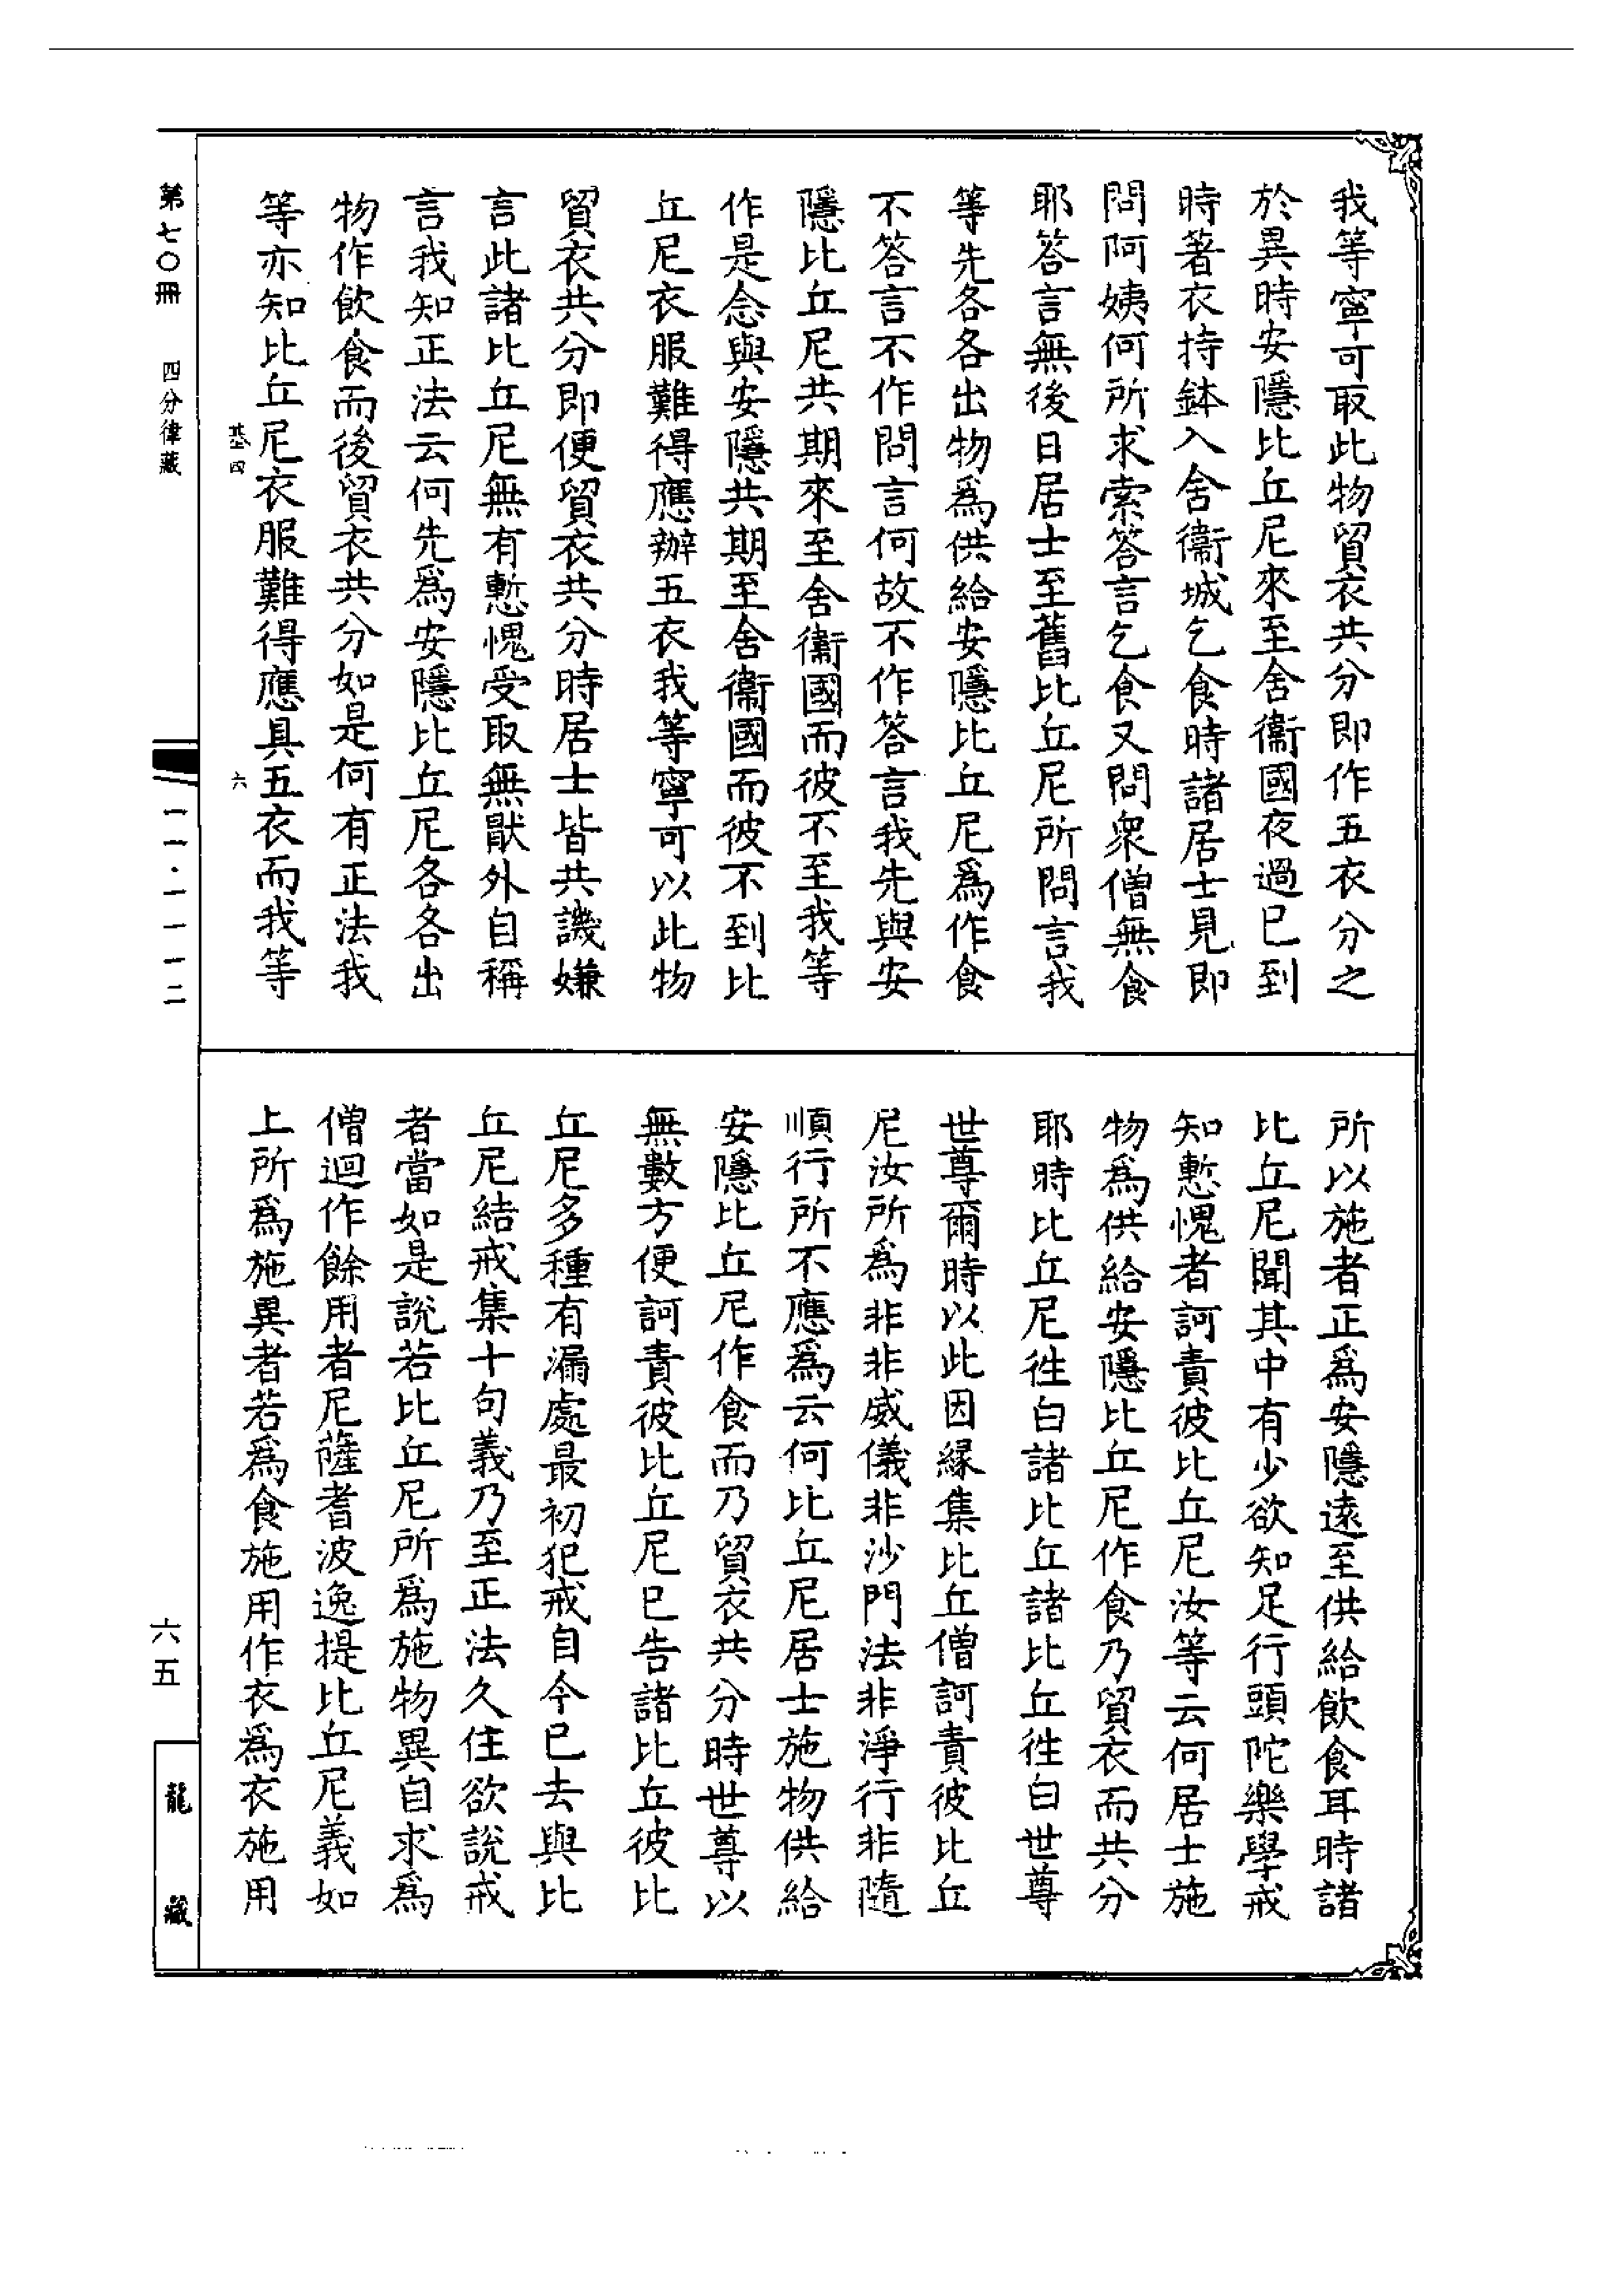 我等寧可取此物貿衣共分即作五衣分之
於異時安隱比丘尼來至舍衞國夜過已到
時著衣持鉢入舍衞城乞食時諸居士見即
問阿姨何所求索答言乞食又問衆僧無食
耶答言無後日居士至舊比丘尼所問言我
等先各各出物爲供給安隱比丘尼爲作食
不答言不作問言何故不作答言我先與安
隱比丘尼共期來至舍衞國而彼不至我等
作是念與安隱共期至舍衞國而彼不到比
丘尼衣服難得應辦五衣我等寧可以此物
貿衣共分即便貿衣共分時居士皆共譏嫌
言此諸比丘尼無有慙愧受取無猒外自稱
言我知正法云何先爲安隱比丘尼各各出
物作飲食而後貿衣共分如是何有正法我
等亦知比丘尼衣服難得應具五衣而我等
基四
六
所以施者正爲安隱遠至供給飲食耳時諸
比丘尼聞其中有少欲知足行頭陀樂學戒
知慙愧者訶責彼比丘尼汝等云何居士施
物爲供給安隱比丘尼作食乃貿衣而共分
耶時比丘尼徃白諸比丘諸比丘徃白世尊
世尊爾時以此因緣集比丘僧訶責彼比丘
尼汝所爲非非威儀非沙門法非淨行非隨
順行所不應爲云何比丘尼居士施物供給
安隱比丘尼作食而乃貿衣共分時世尊以
無數方便訶責彼比丘尼已告諸比丘彼比
丘尼多種有漏處最初犯戒自今已去與比
丘尼結戒集十句義乃至正法久住欲說戒
者當如是說若比丘尼所爲施物異自求爲
僧迴作餘用者尼薩耆波逸提比丘尼義如
上所爲施異者若爲食施用作衣爲衣施用
第七〇冊　四分律藏
一一·一一一二
六五
龍藏